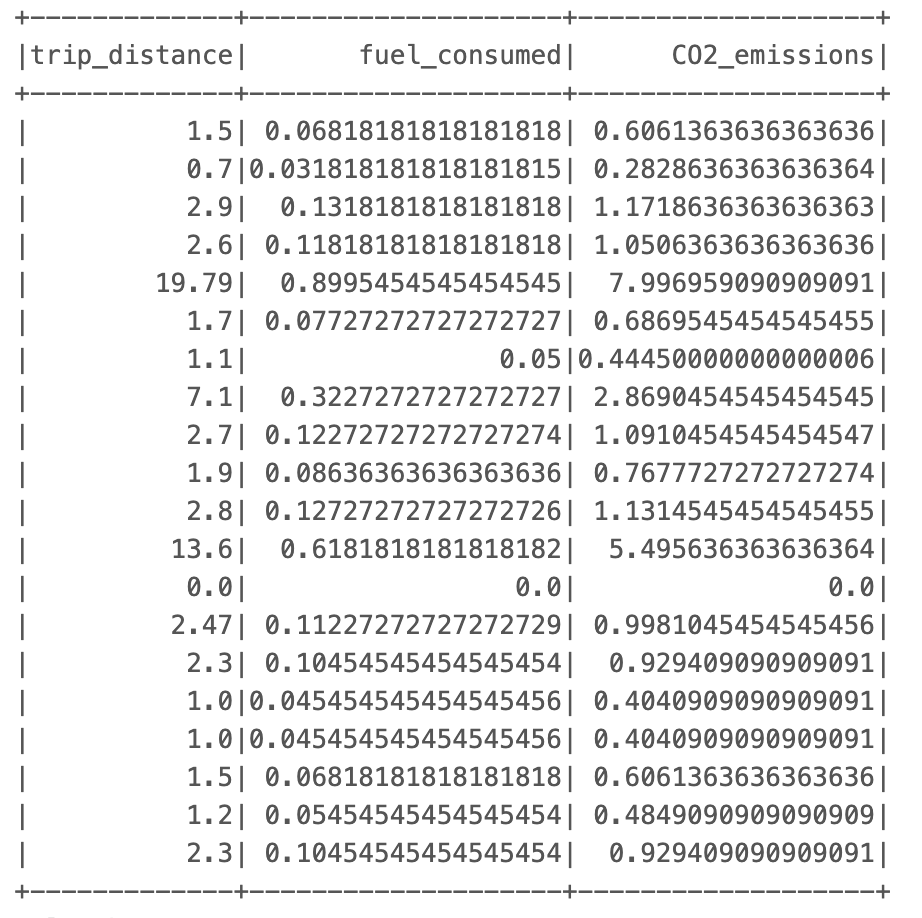 +-------------+--------------------+-------------------+
|trip_distance|       fuel_consumed|      CO2_emissions|
+-------------+--------------------+-------------------+
|          1.5| 0.06818181818181818| 0.6061363636363636|
|          0.7|0.031818181818181815| 0.2828636363636364|
|          2.9|  0.1318181818181818| 1.1718636363636363|
|          2.6| 0.11818181818181818| 1.0506363636363636|
|        19.79|  0.8995454545454545|  7.996959090909091|
|          1.7| 0.07727272727272727| 0.6869545454545455|
|          1.1|                0.05|0.44450000000000006|
|          7.1|  0.3227272727272727| 2.8690454545454545|
|          2.7| 0.12272727272727274| 1.0910454545454547|
|          1.9| 0.08636363636363636| 0.7677727272727274|
|          2.8| 0.12727272727272726| 1.1314545454545455|
|         13.6|  0.6181818181818182|  5.495636363636364|
|          0.0|                 0.0|                0.0|
|         2.47| 0.11227272727272729| 0.9981045454545456|
|          2.3| 0.10454545454545454|  0.929409090909091|
|          1.0|0.045454545454545456| 0.4040909090909091|
|          1.0|0.045454545454545456| 0.4040909090909091|
|          1.5| 0.06818181818181818| 0.6061363636363636|
|          1.2| 0.05454545454545454| 0.4849090909090909|
|          2.3| 0.10454545454545454|  0.929409090909091|
+-------------+--------------------+-------------------+